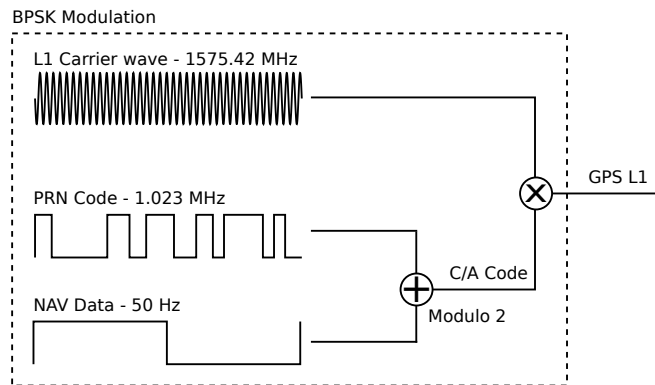 BPSK Modulation
L1 Carrier wave - 1575.42 MHz
GPS L1
PRN Code - 1.023 MHz
C/A Code
NAV Data - 50 Hz
Modulo 2